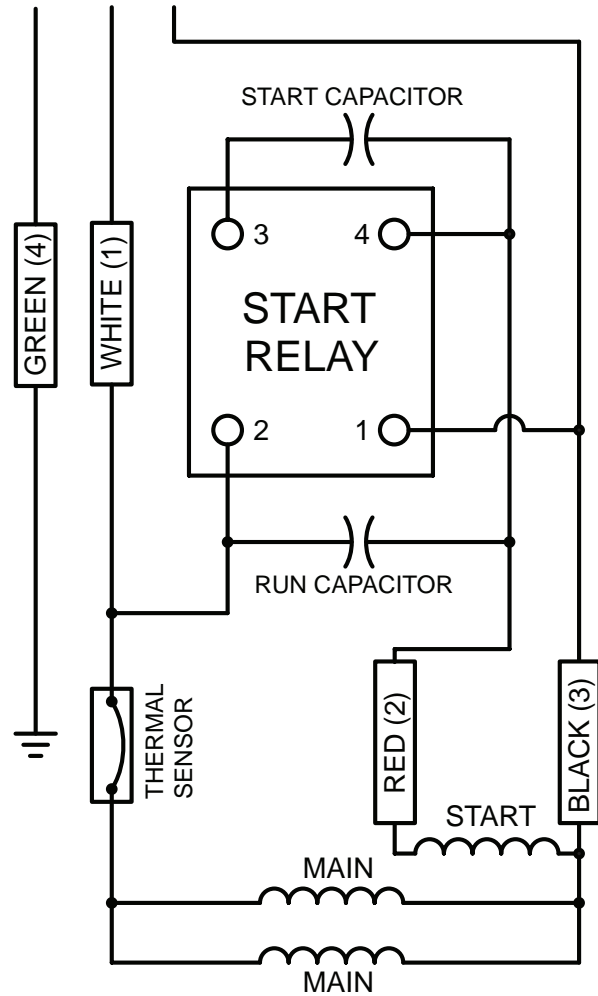 START CAPACITOR
3
4
START
RELAY
2
1
RUN CAPACITOR
GREEN (4)
WHITE (1)
THERMAL
SENSOR
RED (2)
BLACK (3)
START
MAIN
MAIN